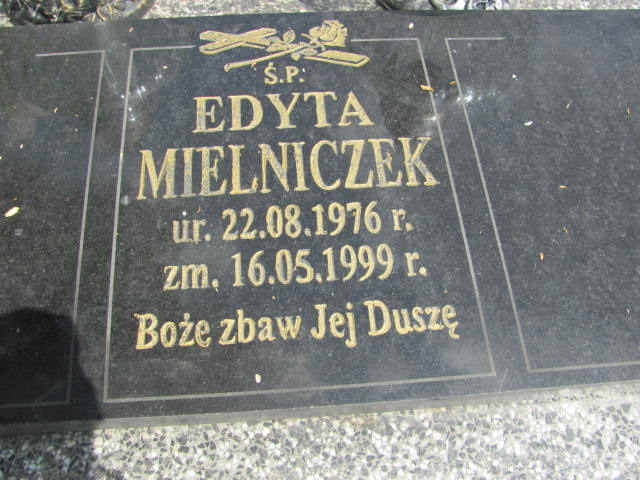 Ś.P.
EDYTA
MIELNICZEK
ur. 22.08.1976 r.
zm. 16.05.1999 r.
Boże zbaw Jej Duszę